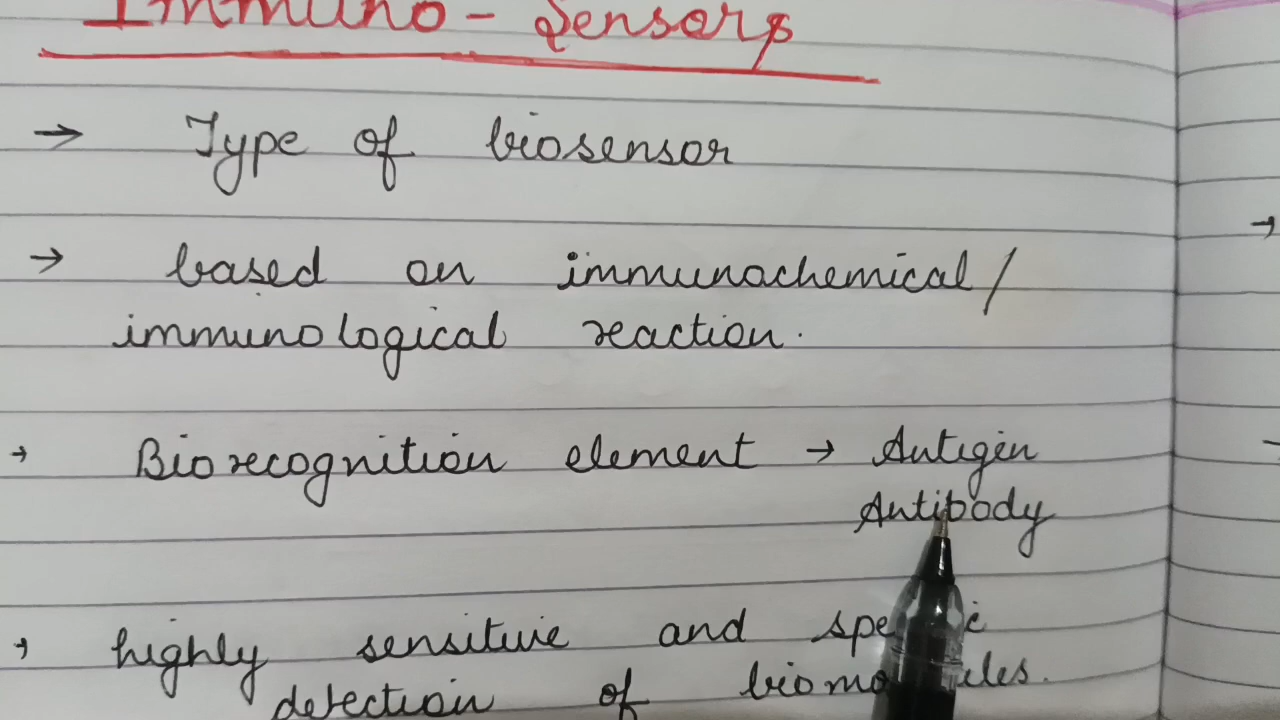 Immuno - Sensors
→ Type of biosensor
→ based on immunochemical/
immunological reaction.
→ Biorecognition element → Antigen
Antibody
→ highly sensitive and
detection of